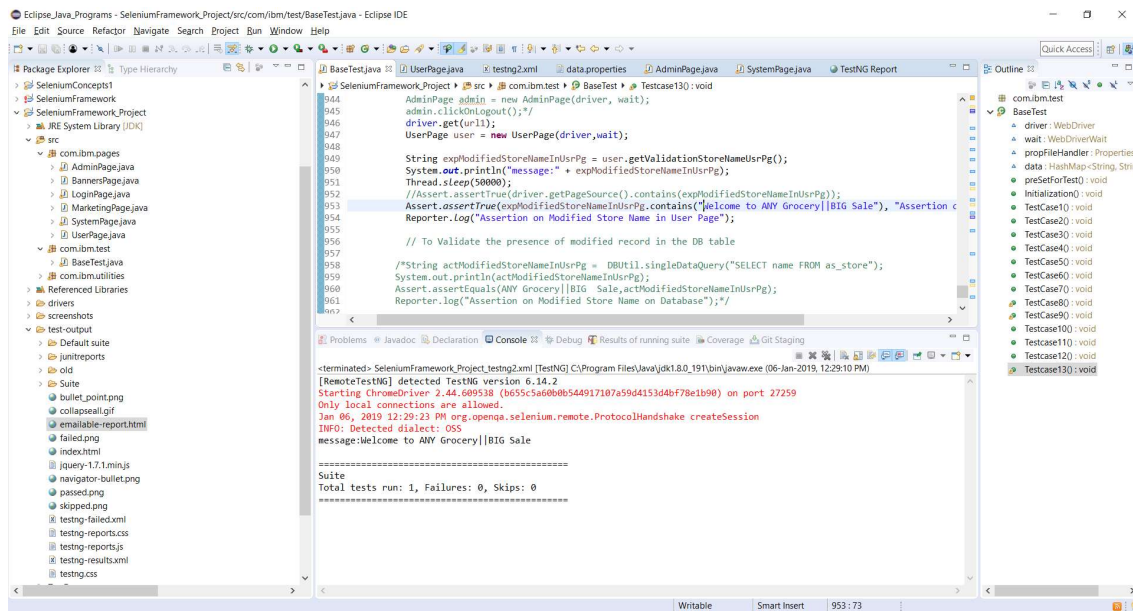 Eclipse_Java_Programs - SeleniumFramework_Project/src/com/ibm/test/BaseTest.java - Eclipse IDE
File Edit Source Refactor Navigate Search Project Run Window Help
Quick Access
Package Explorer
Type Hierarchy
SeleniumConcepts1
SeleniumFramework
SeleniumFramework_Project
JRE System Library [JDK]
src
com.ibm.pages
AdminPage.java
BannersPage.java
LoginPage.java
MarketingPage.java
SystemPage.java
UserPage.java
com.ibm.test
BaseTest.java
com.ibm.utilities
Referenced Libraries
drivers
screenshots
test-output
Default suite
junitreports
old
Suite
bullet_point.png
collapseall.gif
emailable-report.html
failed.png
index.html
jquery-1.7.1.min.js
navigator-bullet.png
passed.png
skipped.png
testng-failed.xml
testng-reports.css
testng-reports.js
testng-results.xml
testng.css
BaseTest.java UserPage.java testng2.xml data.properties AdminPage.java SystemPage.java TestNG Report
SeleniumFramework_Project src com.ibm.test BaseTest Testcase13() : void
944 AdminPage admin = new AdminPage(driver, wait);
945 admin.clickOnLogout();*/
946 driver.get(url1);
947 UserPage user = new UserPage(driver,wait);
948
949 String expModifiedStoreNameInUsrPg = user.getValidationStoreNameUsrPg();
950 System.out.println("message:" + expModifiedStoreNameInUsrPg);
951 Thread.sleep(50000);
952 //Assert.assertTrue(driver.getPageSource().contains(expModifiedStoreNameInUsrPg));
953 Assert.assertTrue(expModifiedStoreNameInUsrPg.contains("Welcome to ANY Grocery||BIG Sale"), "Assertion
954 Reporter.log("Assertion on Modified Store Name in User Page");
955
956 // To Validate the presence of modified record in the DB table
957
958 /*String actModifiedStoreNameInUsrPg = DBUtil.singleDataQuery("SELECT name FROM as_store");
959 System.out.println(actModifiedStoreNameInUsrPg);
960 Assert.assertEquals(ANY Grocery||BIG Sale,actModifiedStoreNameInUsrPg);
961 Reporter.log("Assertion on Modified Store Name on Database");*/
962
Problems Javadoc Declaration Console Debug Results of running suite Coverage Git Staging
<terminated> SeleniumFramework_Project_testng2.xml [TestNG] C:\Program Files\Java\jdk1.8.0_191\bin\javaw.exe (06-Jan-2019, 12:29:10 PM)
[RemoteTestNG] detected TestNG version 6.14.2
Starting ChromeDriver 2.44.609538 (b655c5a60b0b544917107a59d4153d4bf78e1b90) on port 27259
Only local connections are allowed.
Jan 06, 2019 12:29:23 PM org.openqa.selenium.remote.ProtocolHandshake createSession
INFO: Detected dialect: OSS
message:Welcome to ANY Grocery||BIG Sale
===============================================
Suite
Total tests run: 1, Failures: 0, Skips: 0
===============================================
Outline
com.ibm.test
BaseTest
driver : WebDriver
wait : WebDriverWait
propFileHandler : Properties
data : HashMap<String, Stri
preSetForTest() : void
Initialization() : void
TestCase1() : void
TestCase2() : void
TestCase3() : void
TestCase4() : void
TestCase5() : void
TestCase6() : void
TestCase7() : void
TestCase8() : void
TestCase9() : void
Testcase10() : void
Testcase11() : void
Testcase12() : void
Testcase13() : void
Writable Smart Insert 953 : 73